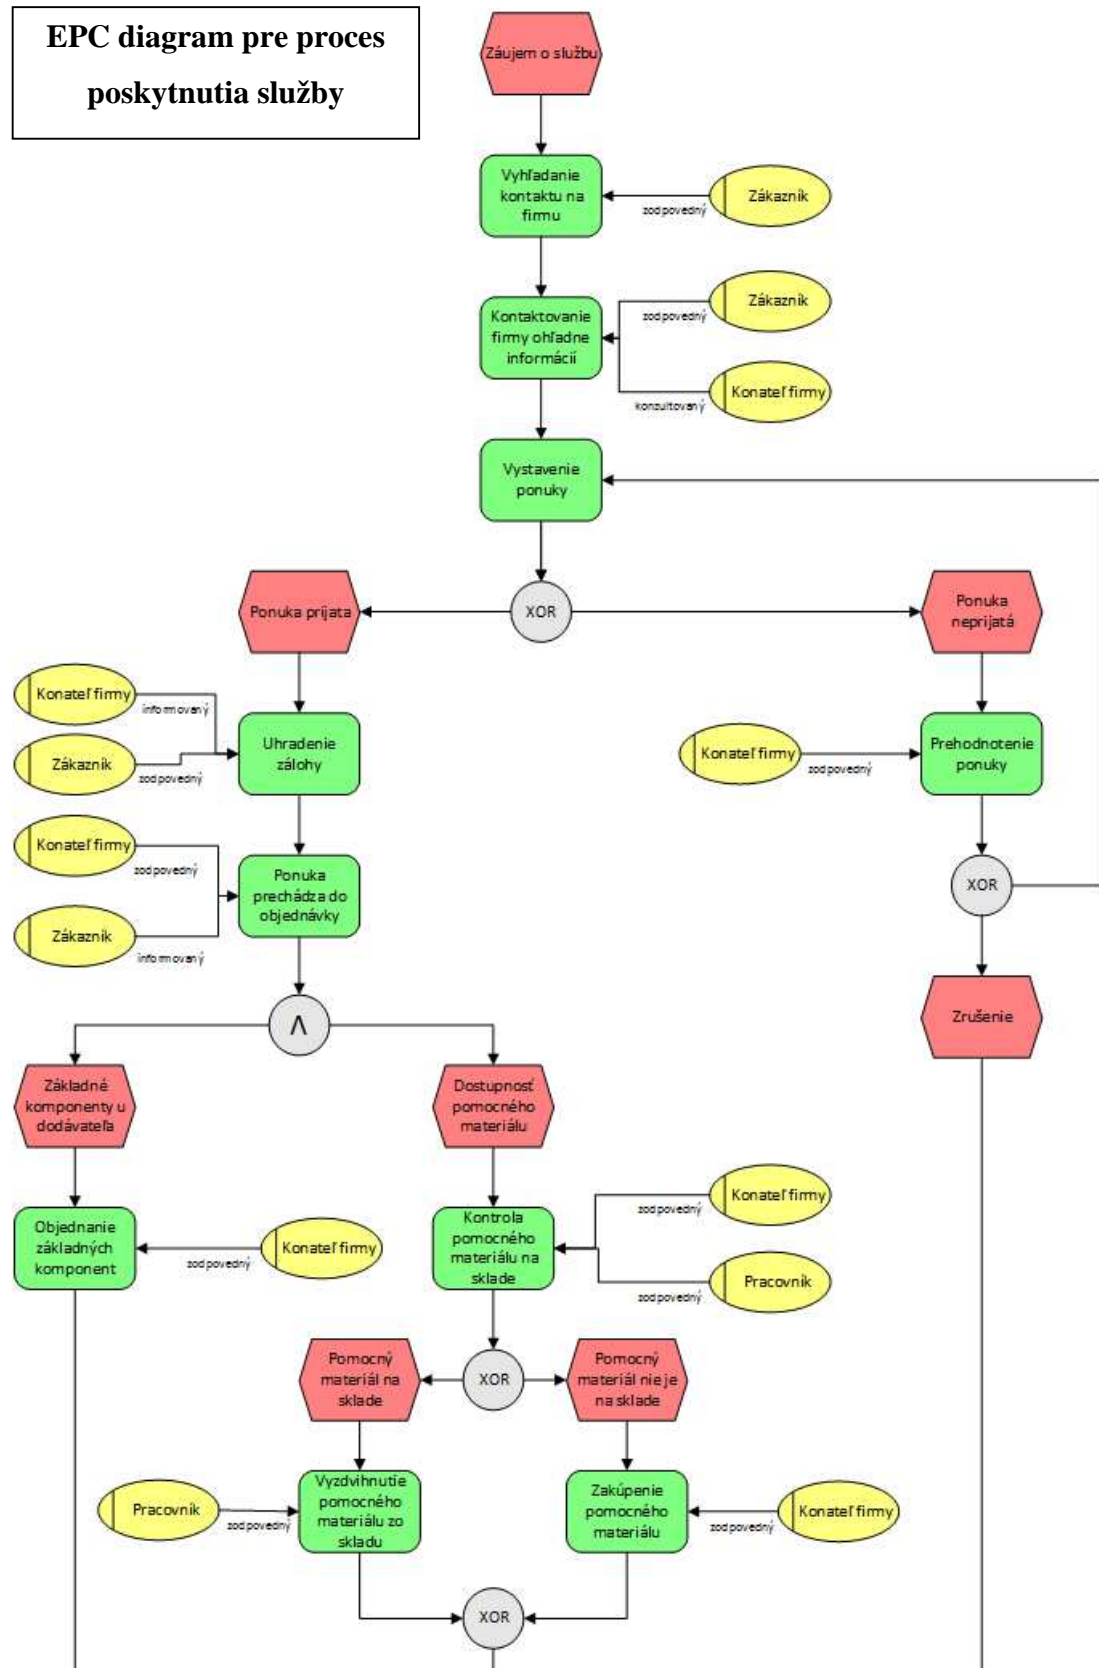 EPC diagram pre proces
poskytnutia služby
Záujem o službu
Vyhľadanie
kontaktu na
firmu
Zákazník
zodpovedný
Kontaktovanie
firmy ohľadne
informácií
Zákazník
zodpovedný
Konateľ firmy
konzultovaný
Vystavenie
ponuky
XOR
Ponuka prijata
Ponuka
neprijatá
Konateľ firmy
informovaný
Zákazník
zodpovedný
Uhradenie
zálohy
Konateľ firmy
zodpovedný
Prehodnotenie
ponuky
Konateľ firmy
zodpovedný
Zákazník
informovaný
Ponuka
prechádza do
objednávky
XOR
Zrušenie
Λ
Základné
komponenty u
dodávateľa
Dostupnosť
pomocného
materiálu
Objednanie
základných
komponent
Konateľ firmy
zodpovedný
Kontrola
pomocného
materiálu na
sklade
Konateľ firmy
zodpovedný
Pracovník
zodpovedný
Pomocný
materiál na
sklade
XOR
Pomocný
materiál nie je
na sklade
Pracovník
zodpovedný
Vyzdvihnutie
pomocného
materiálu zo
skladu
Zakúpenie
pomocného
materiálu
Konateľ firmy
zodpovedný
XOR